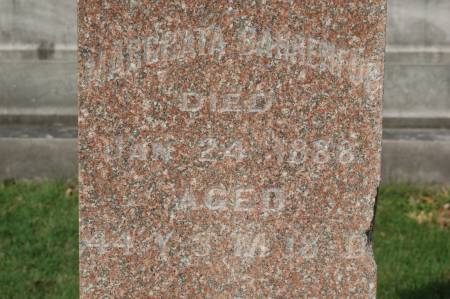 DIED
JAN. 24, 1888
AGED
44 Y. 3 M. 18 D.